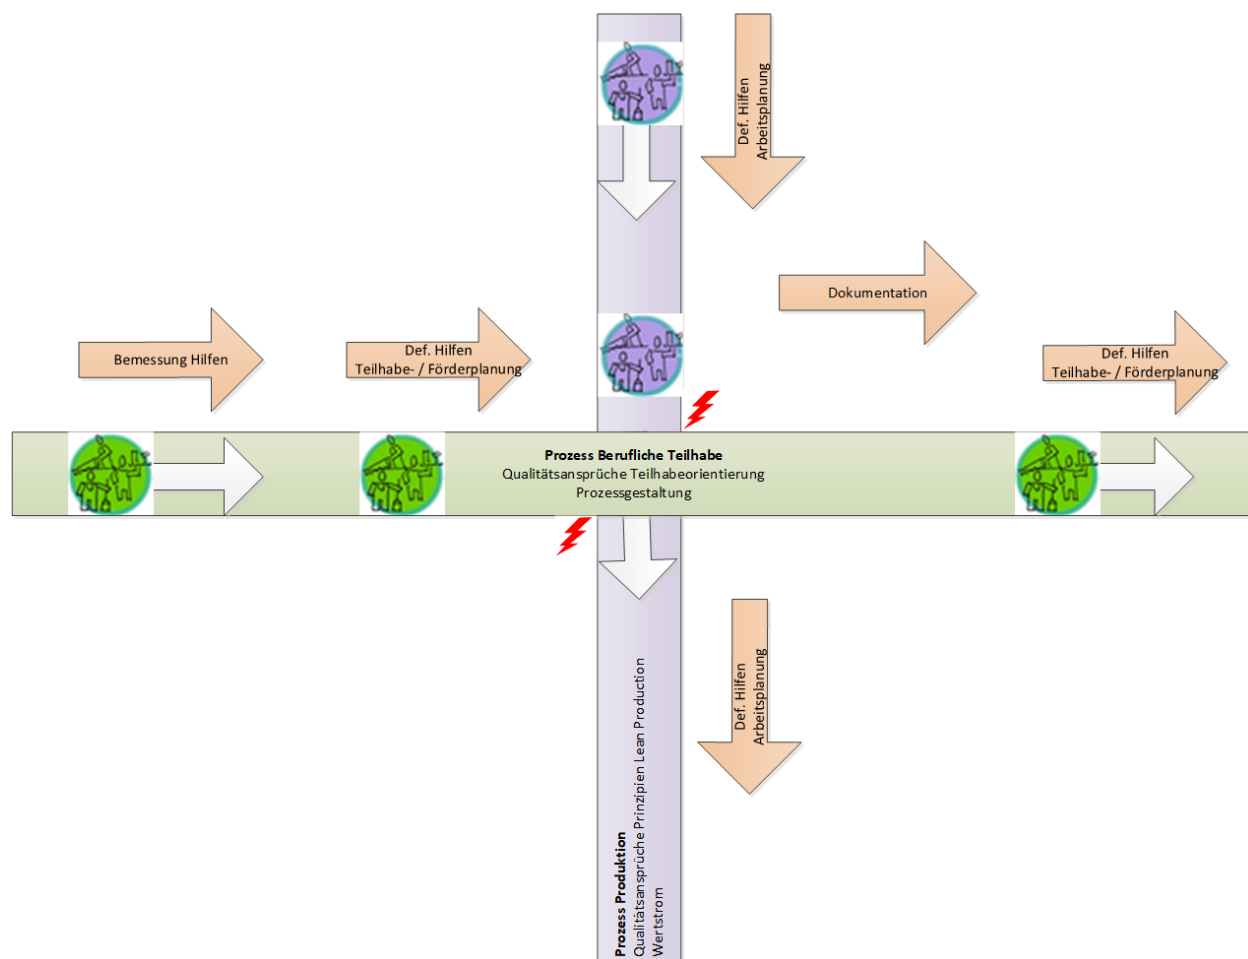 Def. Hilfen
Arbeitsplanung
Dokumentation
Bemessung Hilfen
Def. Hilfen
Teilhabe- / Förderplanung
Def. Hilfen
Teilhabe- / Förderplanung
Prozess Berufliche Teilhabe
Qualitätsansprüche Teilhabeorientierung
Prozessgestaltung
Def. Hilfen
Arbeitsplanung
Prozess Produktion
Qualitätsansprüche Prinzipien Lean Production
Wertstrom